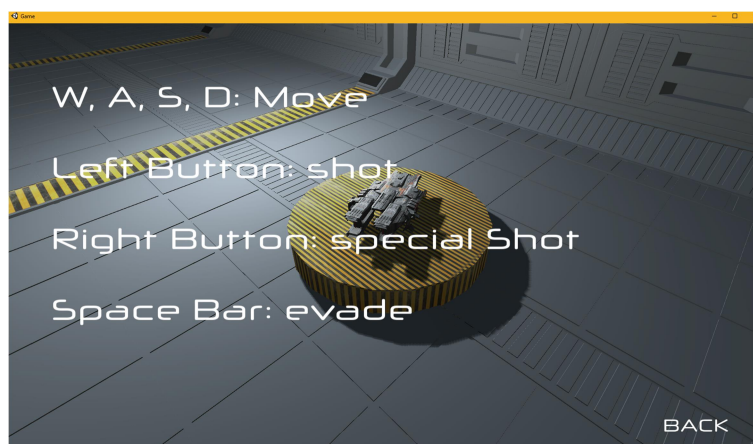 Game
W, A, S, D: Move
Left Button: shot
Right Button: special Shot
Space Bar: evade
BACK